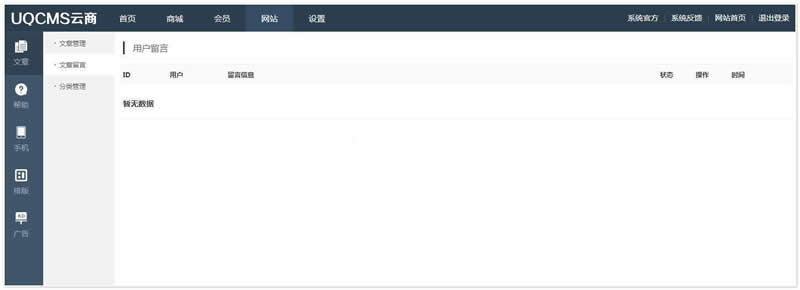 UQCMS云商 首页 商城 会员 网站 设置 系统官方 系统反馈 网站首页 退出登录
文章
帮助
手机
排版
AD
广告
· 文章管理
· 文章留言
· 分类管理
用户留言
ID 用户 留言信息 状态 操作 时间
暂无数据